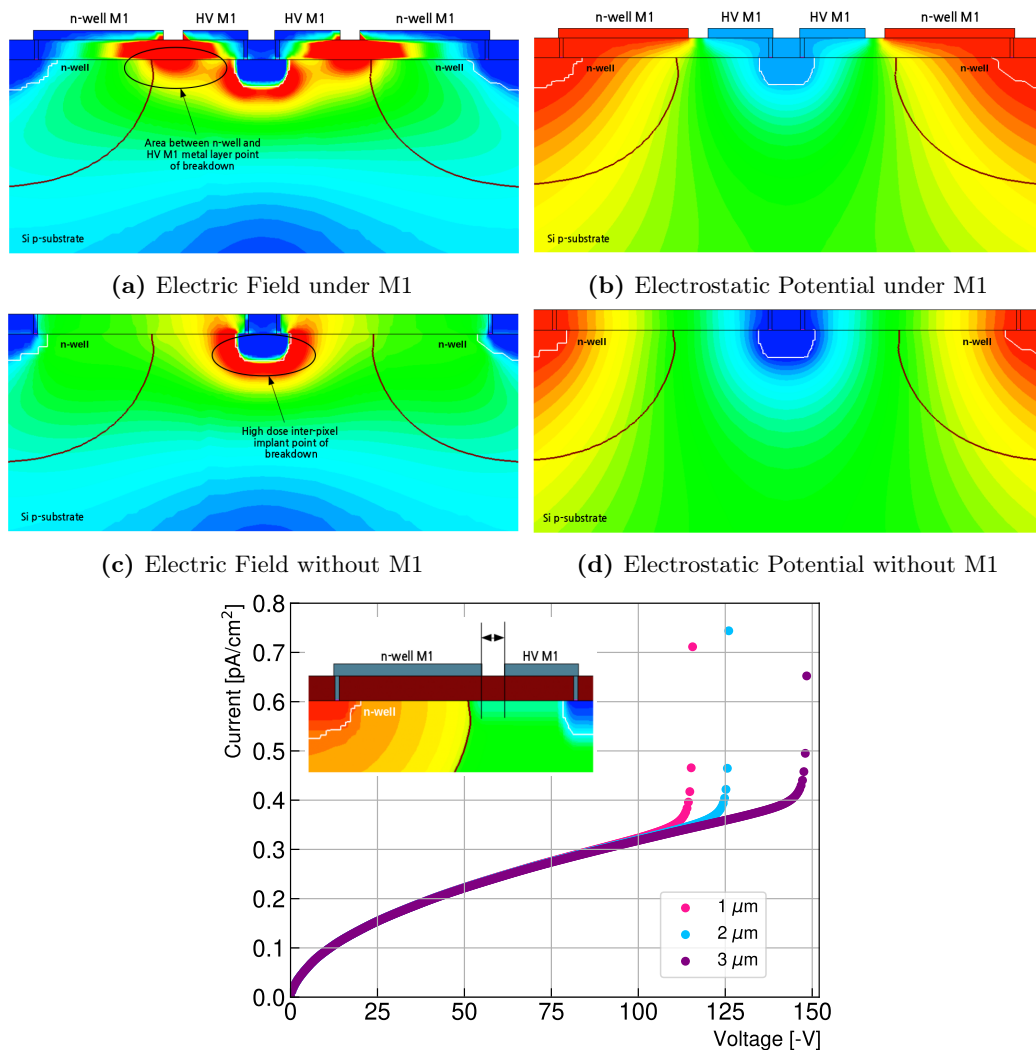 n-well M1 HV M1 HV M1 n-well M1
n-well n-well
Area between n-well and
HV M1 metal layer point
of breakdown
Si p-substrate
(a) Electric Field under M1
n-well M1 HV M1 HV M1 n-well M1
n-well n-well
Si p-substrate
(b) Electrostatic Potential under M1
n-well n-well
High dose inter-pixel
implant point of
breakdown
Si p-substrate
(c) Electric Field without M1
n-well n-well
Si p-substrate
(d) Electrostatic Potential without M1
Current [pA/cm²]
0.8
0.7
0.6
0.5
0.4
0.3
0.2
0.1
0.0
n-well M1 HV M1
n-well
1 μm
2 μm
3 μm
0 25 50 75 100 125 150
Voltage [-V]